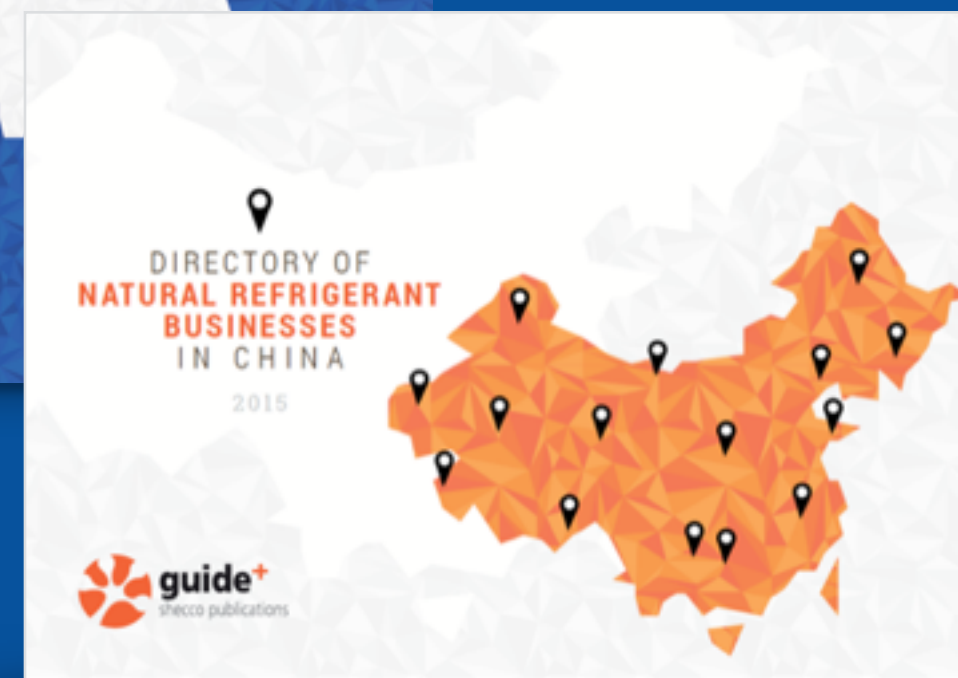 DIRECTORY OF
NATURAL REFRIGERANT
BUSINESSES
IN CHINA
2015
guide+
shecco publications